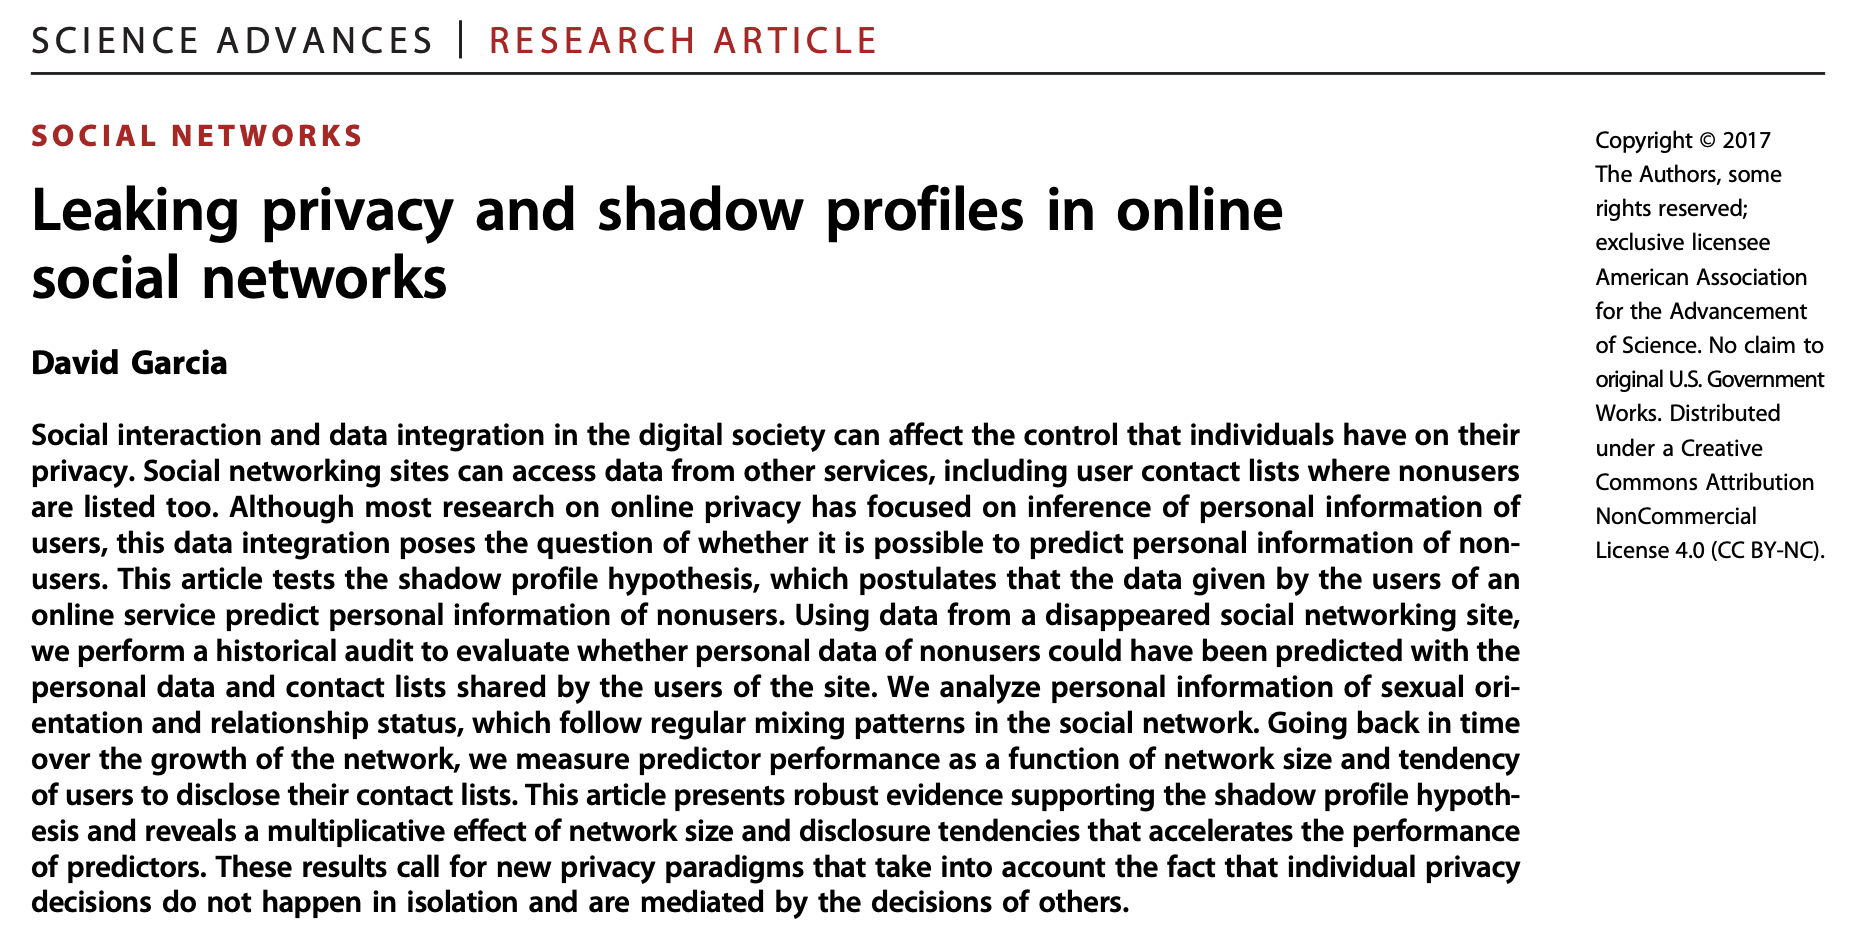 SCIENCE ADVANCES | RESEARCH ARTICLE
SOCIAL NETWORKS
Leaking privacy and shadow profiles in online
social networks
David Garcia
Social interaction and data integration in the digital society can affect the control that individuals have on their
privacy. Social networking sites can access data from other services, including user contact lists where nonusers
are listed too. Although most research on online privacy has focused on inference of personal information of
users, this data integration poses the question of whether it is possible to predict personal information of non-
users. This article tests the shadow profile hypothesis, which postulates that the data given by the users of an
online service predict personal information of nonusers. Using data from a disappeared social networking site,
we perform a historical audit to evaluate whether personal data of nonusers could have been predicted with the
personal data and contact lists shared by the users of the site. We analyze personal information of sexual ori-
entation and relationship status, which follow regular mixing patterns in the social network. Going back in time
over the growth of the network, we measure predictor performance as a function of network size and tendency
of users to disclose their contact lists. This article presents robust evidence supporting the shadow profile hypoth-
esis and reveals a multiplicative effect of network size and disclosure tendencies that accelerates the performance
of predictors. These results call for new privacy paradigms that take into account the fact that individual privacy
decisions do not happen in isolation and are mediated by the decisions of others.
Copyright © 2017
The Authors, some
rights reserved;
exclusive licensee
American Association
for the Advancement
of Science. No claim to
original U.S. Government
Works. Distributed
under a Creative
Commons Attribution
NonCommercial
License 4.0 (CC BY-NC).